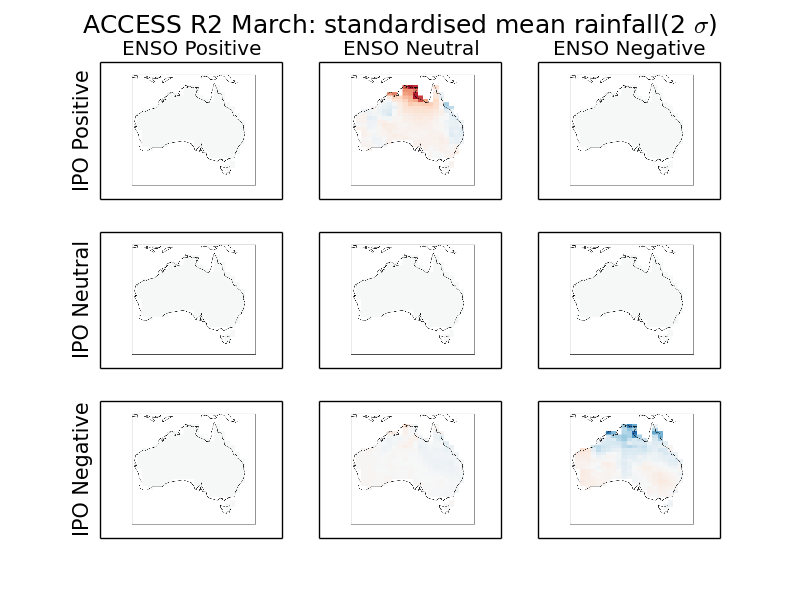 ACCESS R2 March: standardised mean rainfall(2 σ)
ENSO Positive ENSO Neutral ENSO Negative
IPO Positive
IPO Neutral
IPO Negative